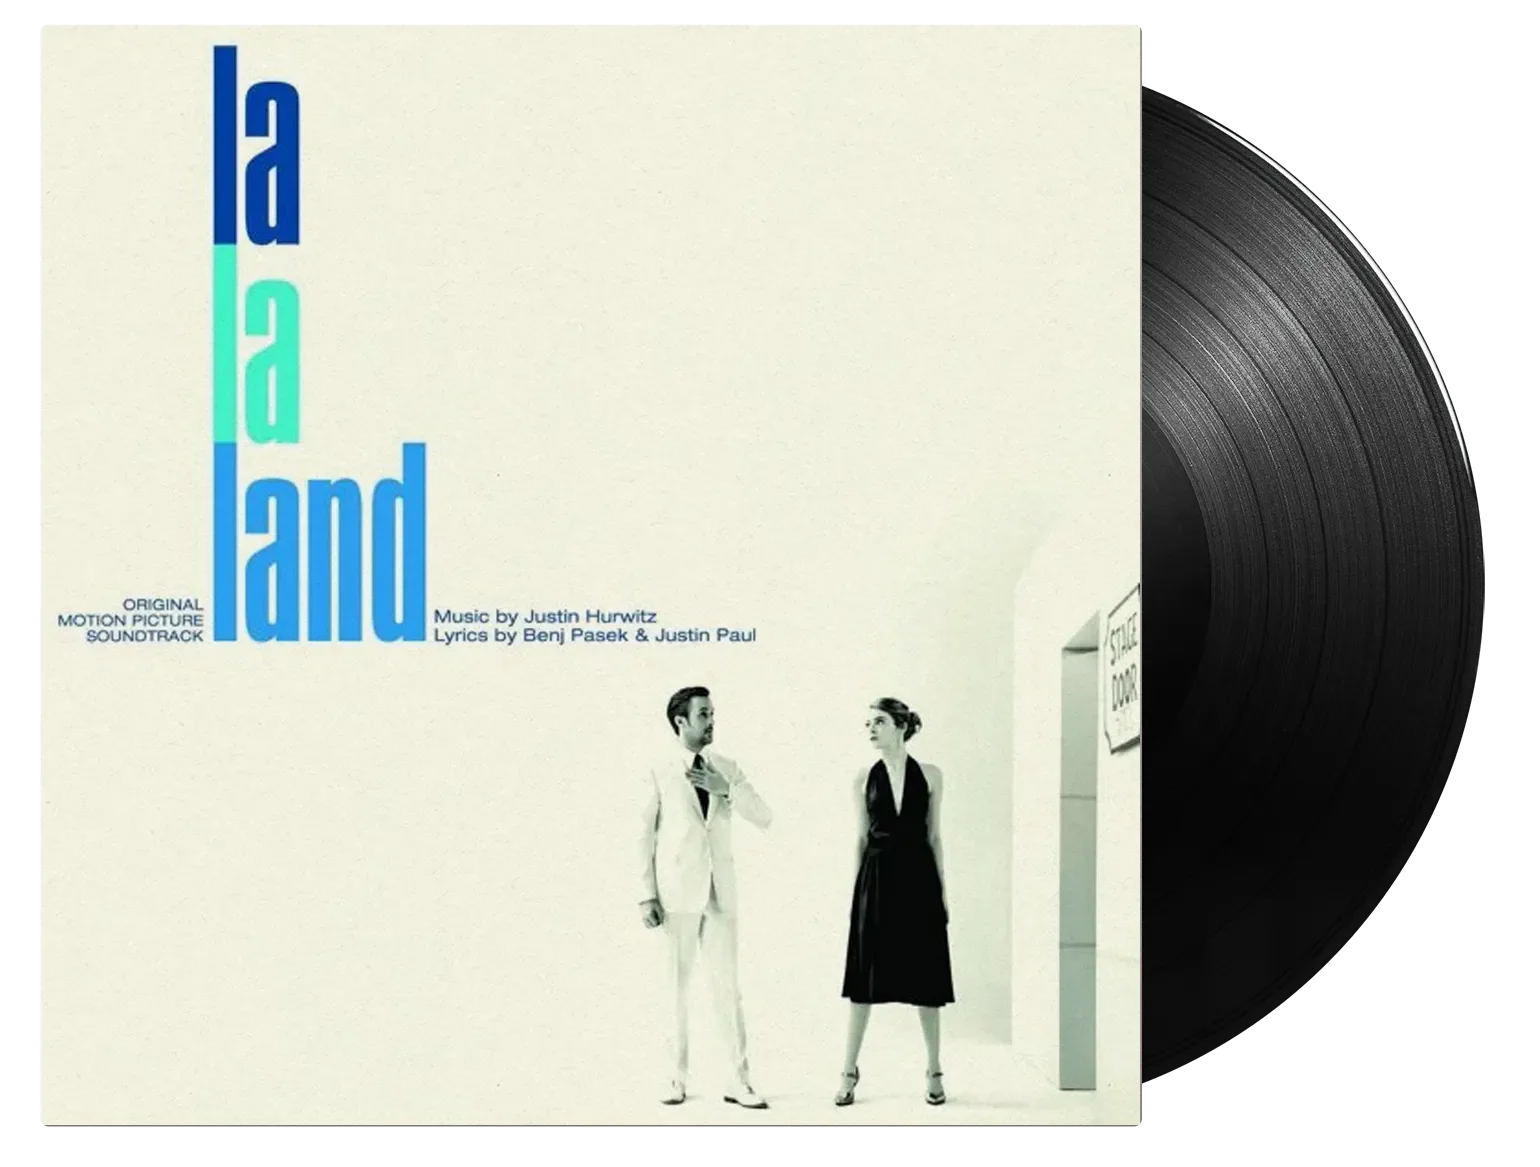 la
la
land
ORIGINAL
MOTION PICTURE
SOUNDTRACK
Music by Justin Hurwitz
Lyrics by Benj Pasek & Justin Paul
STAGE
DOOR